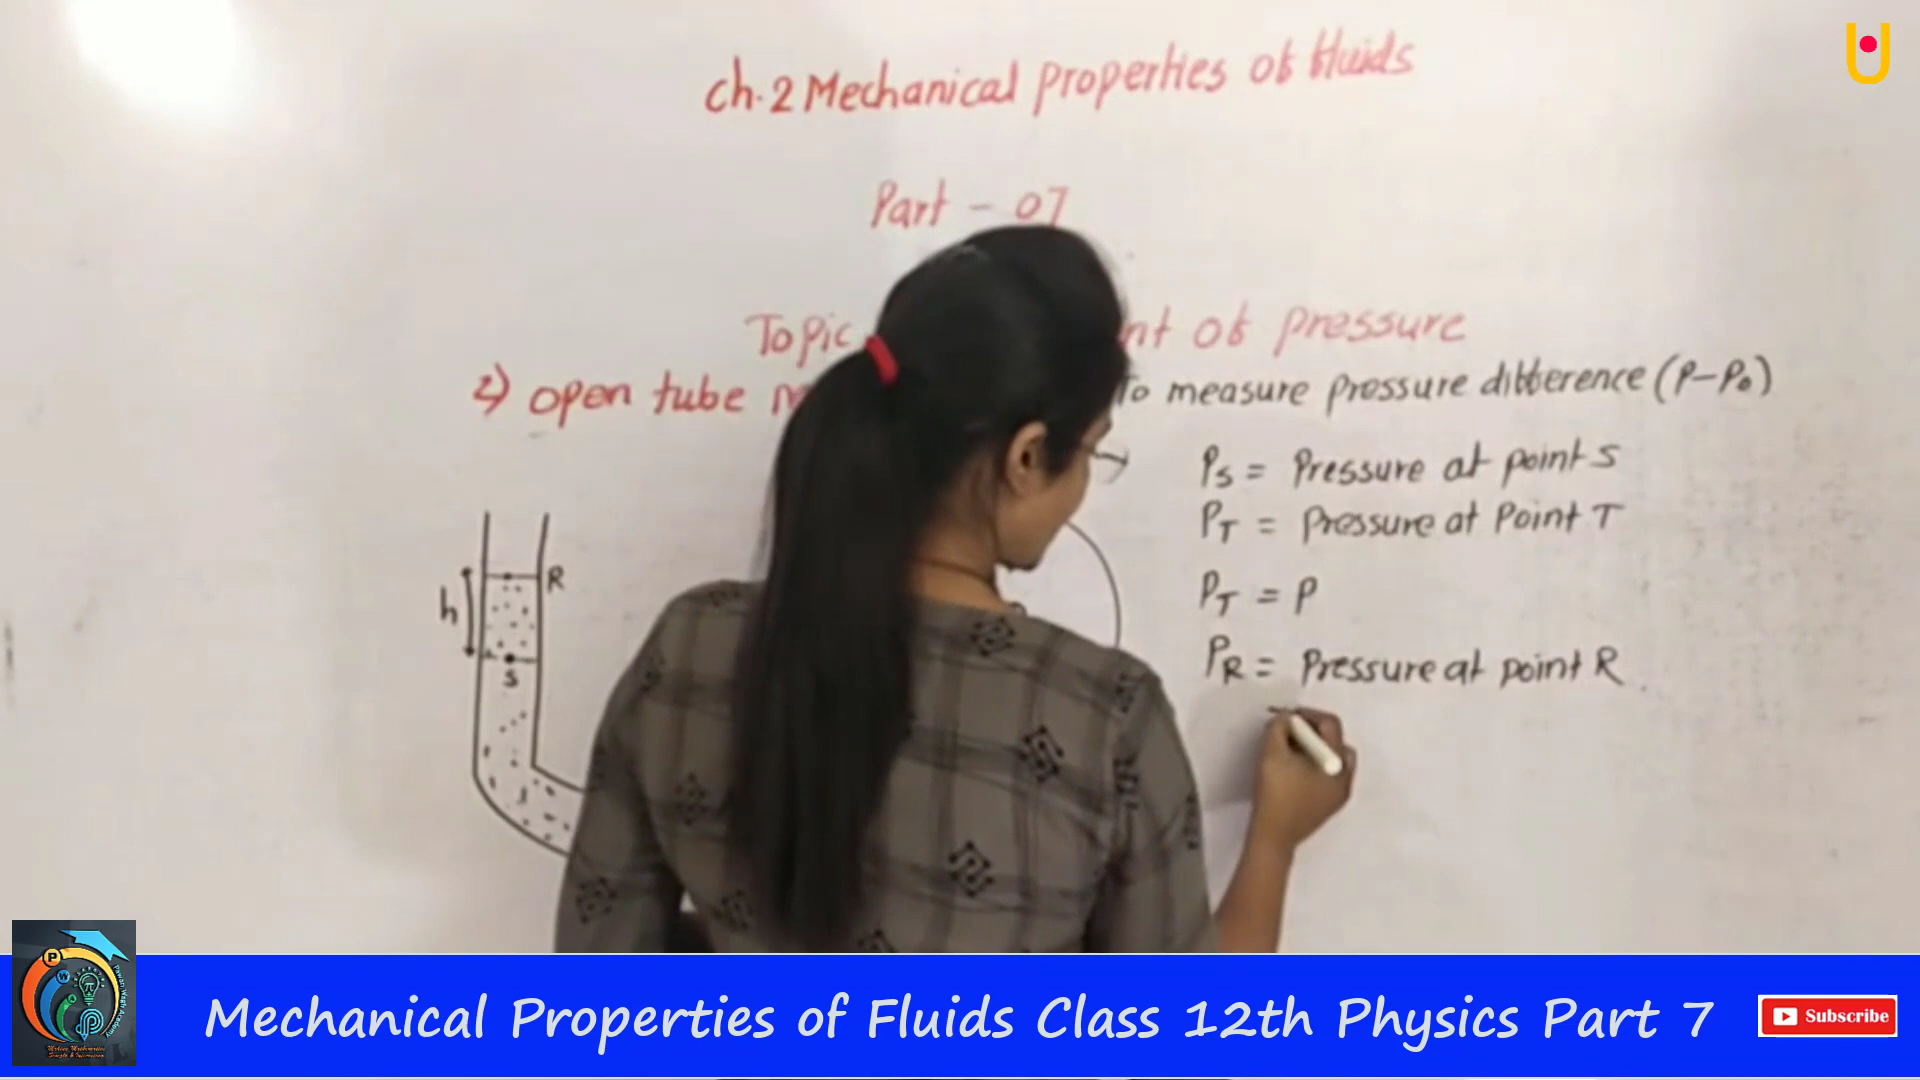 Ch.2 Mechanical Properties of fluids
Part - 07
Topic nt of pressure
2) open tube To measure pressure difference (P-P₀)
Ps = Pressure at point S
PT = Pressure at Point T
PT = P
PR = Pressure at point R
R
h
S
Mechanical Properties of Fluids Class 12th Physics Part 7
Subscribe